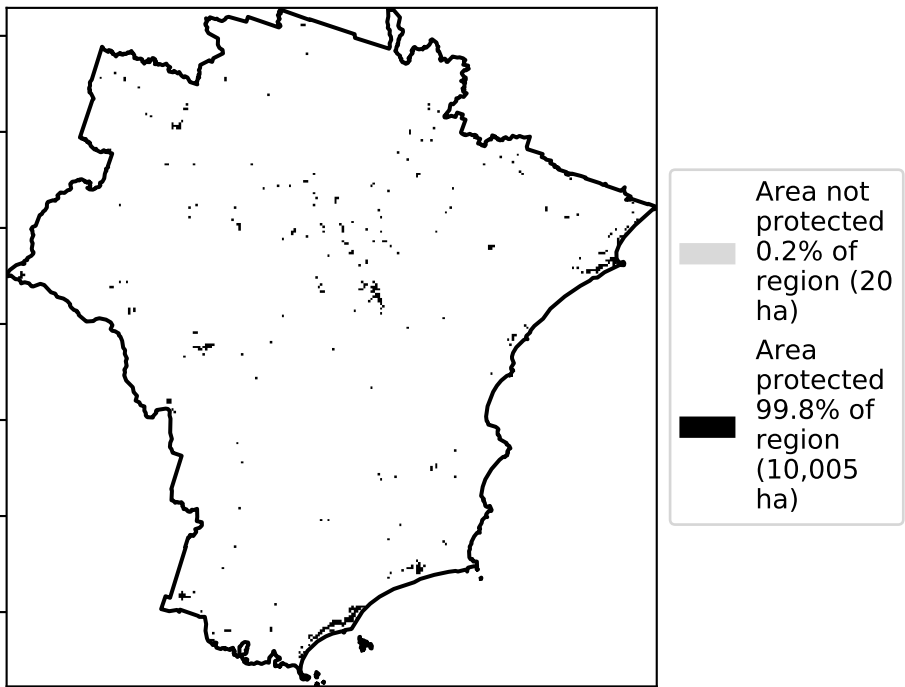 Area not
protected
0.2% of
region (20
ha)
Area
protected
99.8% of
region
(10,005
ha)